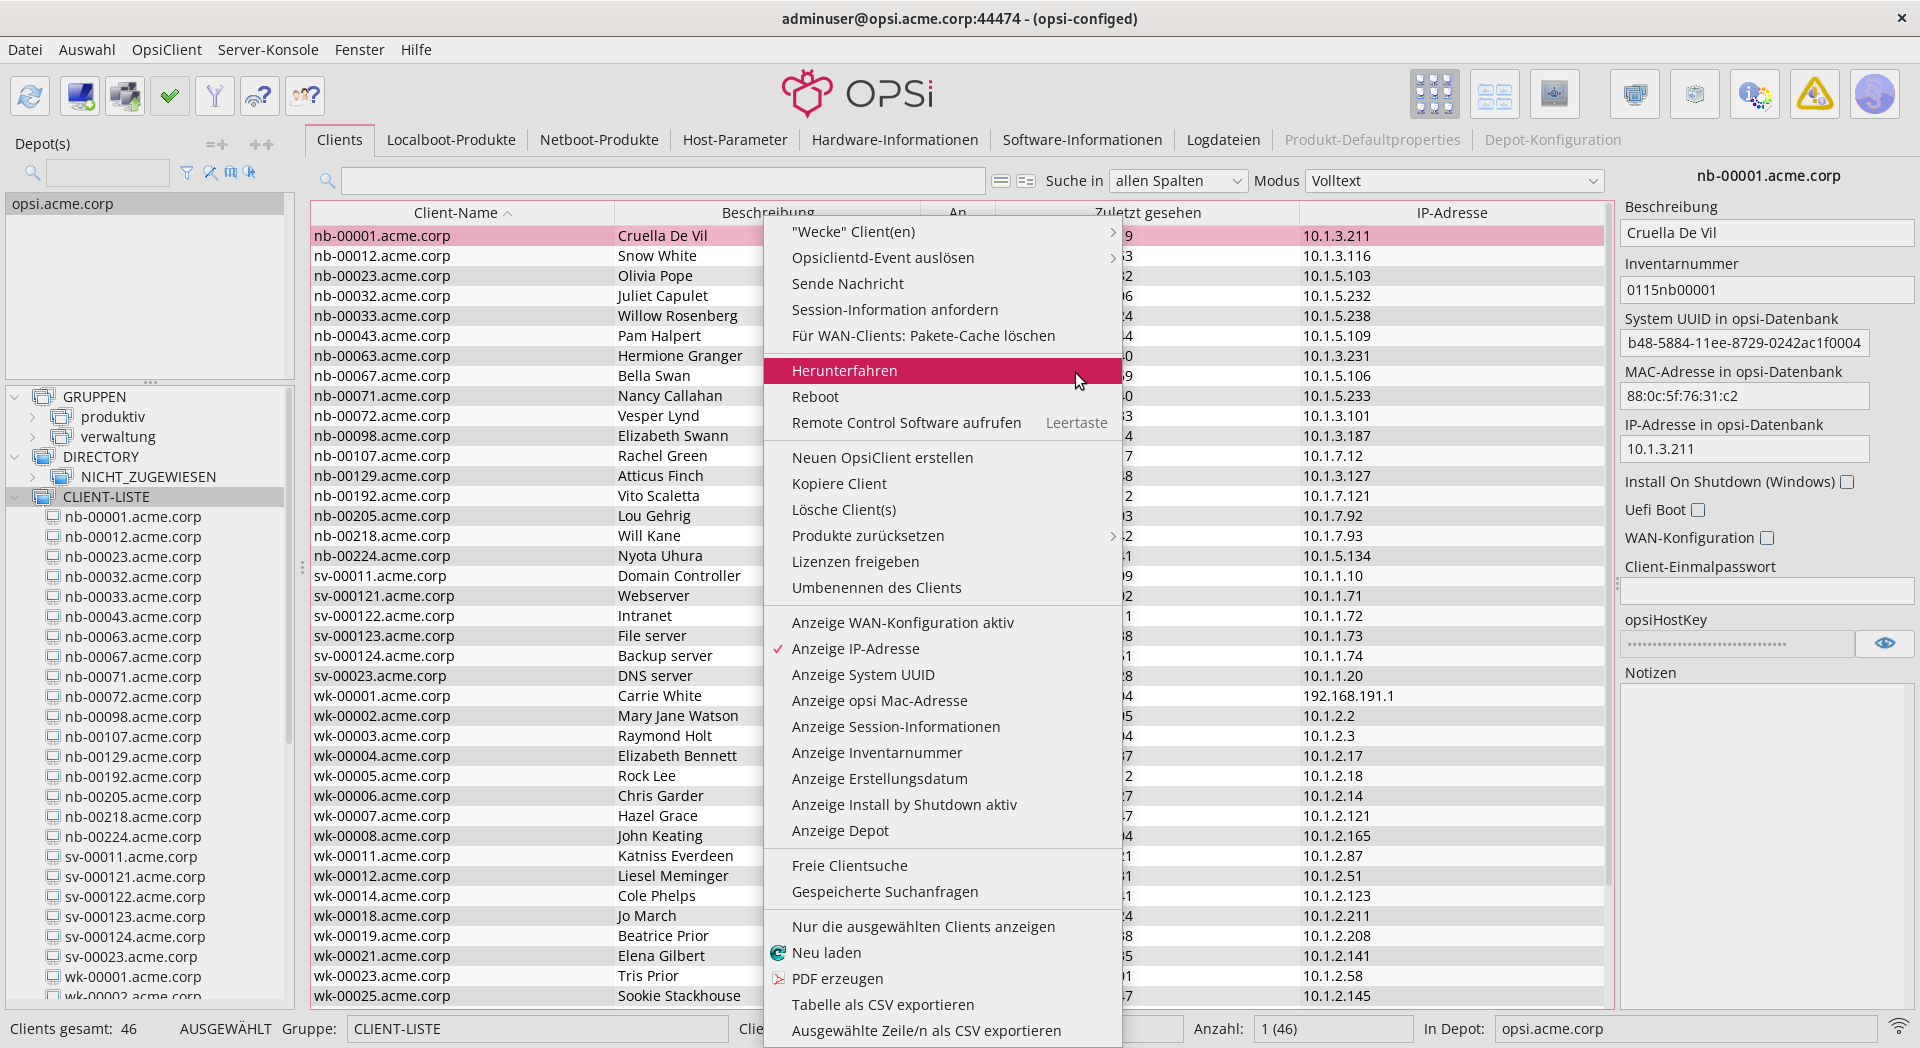 adminuser@opsi.acme.corp:44474 - (opsi-configed)
Datei Auswahl OpsiClient Server-Konsole Fenster Hilfe
OPSi
Depot(s)
opsi.acme.corp
GRUPPEN
produktiv
verwaltung
DIRECTORY
NICHT_ZUGEWIESEN
CLIENT-LISTE
nb-00001.acme.corp
nb-00012.acme.corp
nb-00023.acme.corp
nb-00032.acme.corp
nb-00033.acme.corp
nb-00043.acme.corp
nb-00063.acme.corp
nb-00067.acme.corp
nb-00071.acme.corp
nb-00072.acme.corp
nb-00098.acme.corp
nb-00107.acme.corp
nb-00129.acme.corp
nb-00192.acme.corp
nb-00205.acme.corp
nb-00218.acme.corp
nb-00224.acme.corp
sv-00011.acme.corp
sv-000121.acme.corp
sv-000122.acme.corp
sv-000123.acme.corp
sv-000124.acme.corp
sv-00023.acme.corp
wk-00001.acme.corp
wk-00002.acme.corp
Clients Localboot-Produkte Netboot-Produkte Host-Parameter Hardware-Informationen Software-Informationen Logdateien Produkt-Defaultproperties Depot-Konfiguration
Suche in allen Spalten Modus Volltext
Client-Name Beschreibung An Zuletzt gesehen IP-Adresse
nb-00001.acme.corp Cruella De Vil 9 10.1.3.211
nb-00012.acme.corp Snow White 53 10.1.3.116
nb-00023.acme.corp Olivia Pope 32 10.1.5.103
nb-00032.acme.corp Juliet Capulet 06 10.1.5.232
nb-00033.acme.corp Willow Rosenberg 24 10.1.5.238
nb-00043.acme.corp Pam Halpert 44 10.1.5.109
nb-00063.acme.corp Hermione Granger 40 10.1.3.231
nb-00067.acme.corp Bella Swan 59 10.1.5.106
nb-00071.acme.corp Nancy Callahan 40 10.1.5.233
nb-00072.acme.corp Vesper Lynd 33 10.1.3.101
nb-00098.acme.corp Elizabeth Swann 4 10.1.3.187
nb-00107.acme.corp Rachel Green 7 10.1.7.12
nb-00129.acme.corp Atticus Finch 48 10.1.3.127
nb-00192.acme.corp Vito Scaletta 2 10.1.7.121
nb-00205.acme.corp Lou Gehrig 03 10.1.7.92
nb-00218.acme.corp Will Kane 42 10.1.7.93
nb-00224.acme.corp Nyota Uhura 41 10.1.5.134
sv-00011.acme.corp Domain Controller 09 10.1.1.10
sv-000121.acme.corp Webserver 02 10.1.1.71
sv-000122.acme.corp Intranet 1 10.1.1.72
sv-000123.acme.corp File server 38 10.1.1.73
sv-000124.acme.corp Backup server 51 10.1.1.74
sv-00023.acme.corp DNS server 28 10.1.1.20
wk-00001.acme.corp Carrie White 04 192.168.191.1
wk-00002.acme.corp Mary Jane Watson 05 10.1.2.2
wk-00003.acme.corp Raymond Holt 04 10.1.2.3
wk-00004.acme.corp Elizabeth Bennett 37 10.1.2.17
wk-00005.acme.corp Rock Lee 2 10.1.2.18
wk-00006.acme.corp Chris Garder 27 10.1.2.14
wk-00007.acme.corp Hazel Grace 47 10.1.2.121
wk-00008.acme.corp John Keating 04 10.1.2.165
wk-00011.acme.corp Katniss Everdeen 21 10.1.2.87
wk-00012.acme.corp Liesel Meminger 31 10.1.2.51
wk-00014.acme.corp Cole Phelps 41 10.1.2.123
wk-00018.acme.corp Jo March 24 10.1.2.211
wk-00019.acme.corp Beatrice Prior 38 10.1.2.208
wk-00021.acme.corp Elena Gilbert 35 10.1.2.141
wk-00023.acme.corp Tris Prior 01 10.1.2.58
wk-00025.acme.corp Sookie Stackhouse 47 10.1.2.145
"Wecke" Client(en)
Opsiclientd-Event auslösen
Sende Nachricht
Session-Information anfordern
Für WAN-Clients: Pakete-Cache löschen
Herunterfahren
Reboot
Remote Control Software aufrufen Leertaste
Neuen OpsiClient erstellen
Kopiere Client
Lösche Client(s)
Produkte zurücksetzen
Lizenzen freigeben
Umbenennen des Clients
Anzeige WAN-Konfiguration aktiv
Anzeige IP-Adresse
Anzeige System UUID
Anzeige opsi Mac-Adresse
Anzeige Session-Informationen
Anzeige Inventarnummer
Anzeige Erstellungsdatum
Anzeige Install by Shutdown aktiv
Anzeige Depot
Freie Clientsuche
Gespeicherte Suchanfragen
Nur die ausgewählten Clients anzeigen
Neu laden
PDF erzeugen
Tabelle als CSV exportieren
Ausgewählte Zeile/n als CSV exportieren
nb-00001.acme.corp
Beschreibung
Cruella De Vil
Inventarnummer
0115nb00001
System UUID in opsi-Datenbank
b48-5884-11ee-8729-0242ac1f0004
MAC-Adresse in opsi-Datenbank
88:0c:5f:76:31:c2
IP-Adresse in opsi-Datenbank
10.1.3.211
Install On Shutdown (Windows)
Uefi Boot
WAN-Konfiguration
Client-Einmalpasswort
opsiHostKey
Notizen
Clients gesamt: 46 AUSGEWÄHLT Gruppe: CLIENT-LISTE Clie Anzahl: 1 (46) In Depot: opsi.acme.corp